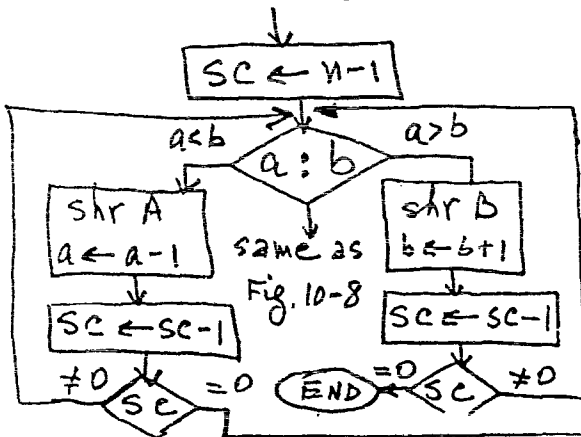 SC ← n-1
a<b
a : b
a>b
shr A
a ← a-1
same as
Fig. 10-8
shr B
b ← b+1
SC ← SC-1
SC ← SC-1
≠0
SC
=0
END
=0
SC
≠0